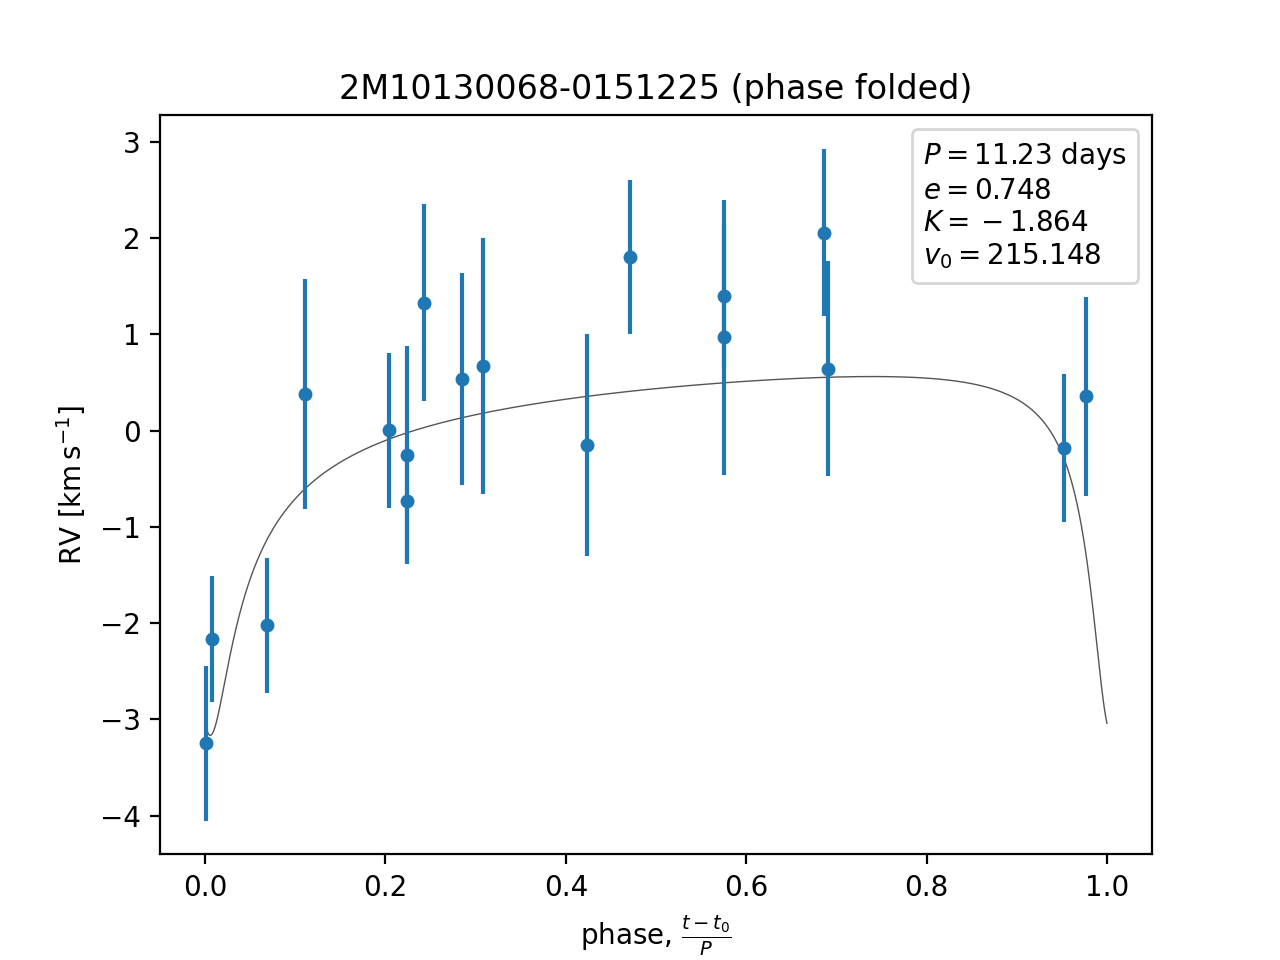 2M10130068-0151225 (phase folded)
P = 11.23 days
e = 0.748
K = −1.864
v₀ = 215.148
3
2
1
0
−1
−2
−3
−4
RV [km s⁻¹]
0.0 0.2 0.4 0.6 0.8 1.0
phase, (t − t₀)/P